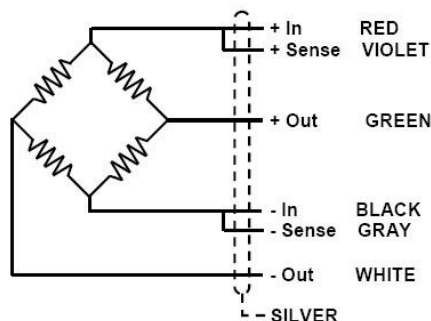 + In RED
+ Sense VIOLET
+ Out GREEN
- In BLACK
- Sense GRAY
- Out WHITE
SILVER